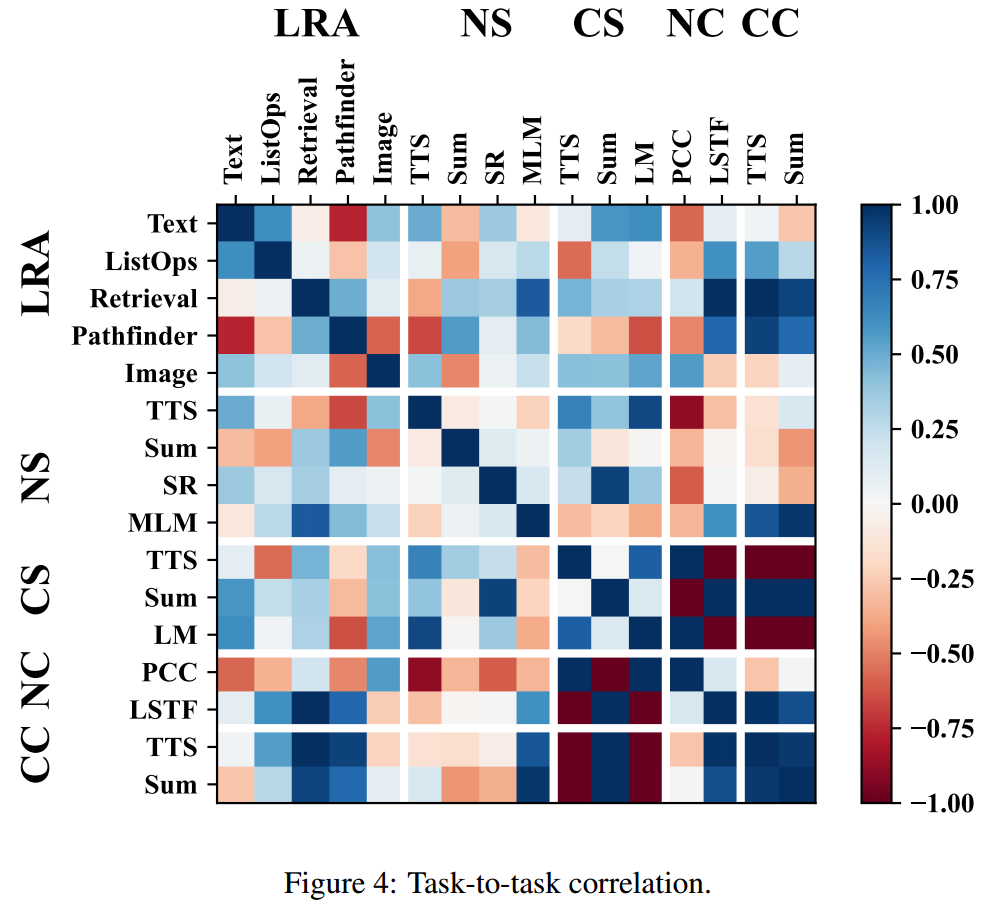 LRA NS CS NC CC
Text ListOps Retrieval Pathfinder Image TTS Sum SR MLM TTS Sum LM PCC LSTF TTS Sum
LRA
NS
CS
NC
CC
Text
ListOps
Retrieval
Pathfinder
Image
TTS
Sum
SR
MLM
TTS
Sum
LM
PCC
LSTF
TTS
Sum
1.00
0.75
0.50
0.25
0.00
−0.25
−0.50
−0.75
−1.00
Figure 4: Task-to-task correlation.